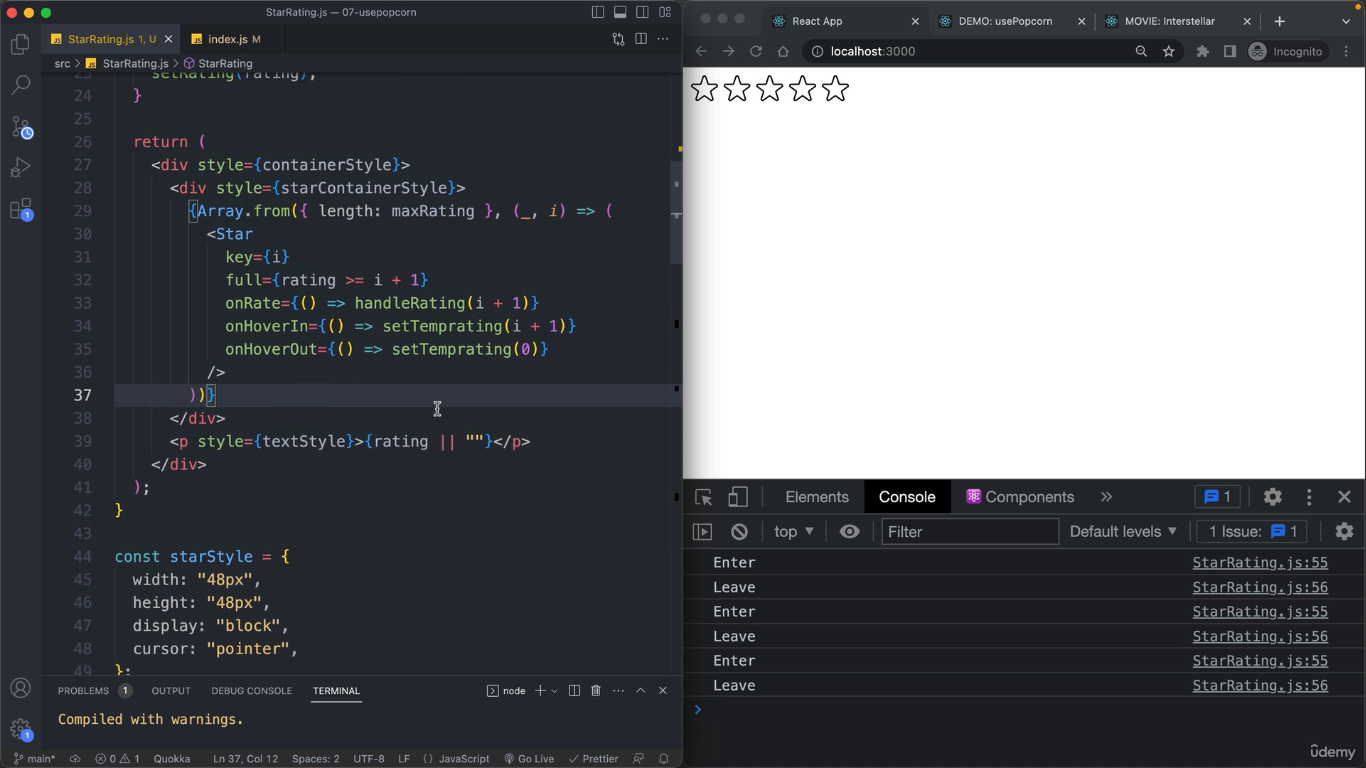 StarRating.js — 07-usepopcorn
StarRating.js 1, U
index.js M
src > StarRating.js > StarRating
23 setRating(rating);
24 }
25
26 return (
27 <div style={containerStyle}>
28 <div style={starContainerStyle}>
29 {Array.from({ length: maxRating }, (_, i) => (
30 <Star
31 key={i}
32 full={rating >= i + 1}
33 onRate={() => handleRating(i + 1)}
34 onHoverIn={() => setTemprating(i + 1)}
35 onHoverOut={() => setTemprating(0)}
36 />
37 ))}
38 </div>
39 <p style={textStyle}>{rating || ""}</p>
40 </div>
41 );
42 }
43
44 const starStyle = {
45 width: "48px",
46 height: "48px",
47 display: "block",
48 cursor: "pointer",
49 };
PROBLEMS 1 OUTPUT DEBUG CONSOLE TERMINAL
node
Compiled with warnings.
main* 0 1 Quokka Ln 37, Col 12 Spaces: 2 UTF-8 LF JavaScript Go Live Prettier
React App
DEMO: usePopcorn
MOVIE: Interstellar
localhost:3000
Incognito
Elements Console Components 1
top Filter Default levels 1 Issue: 1
Enter StarRating.js:55
Leave StarRating.js:56
Enter StarRating.js:55
Leave StarRating.js:56
Enter StarRating.js:55
Leave StarRating.js:56
ûdemy